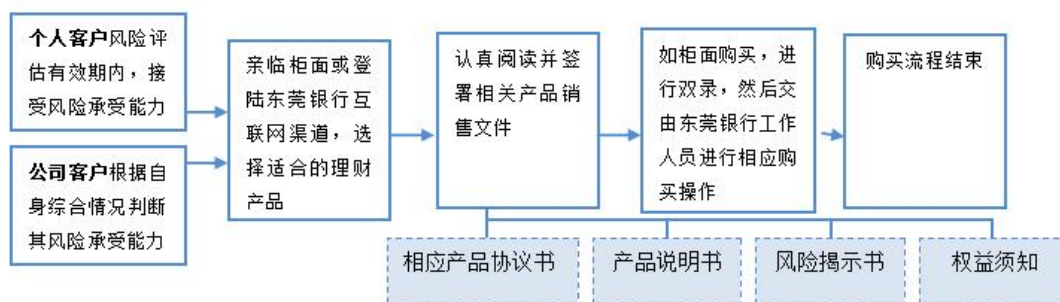 个人客户风险评
估有效期内，接
受风险承受能力
公司客户根据自
身综合情况判断
其风险承受能力
亲临柜面或登
陆东莞银行互
联网渠道，选
择适合的理财
产品
认真阅读并签
署相关产品销
售文件
如柜面购买，进
行双录，然后交
由东莞银行工作
人员进行相应购
买操作
购买流程结束
相应产品协议书
产品说明书
风险揭示书
权益须知